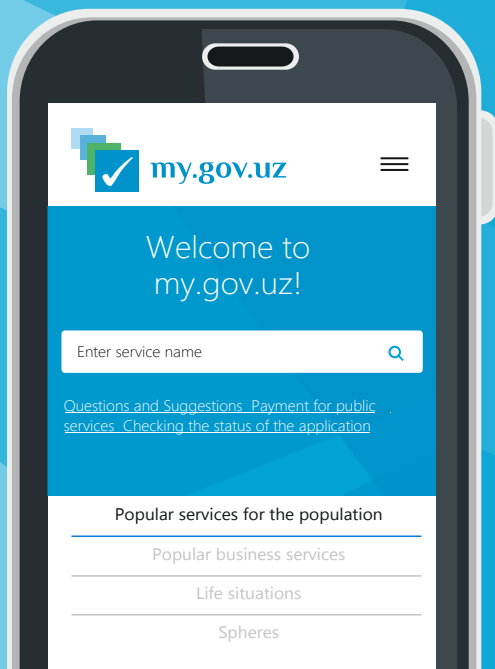 my.gov.uz
Welcome to
my.gov.uz!
Enter service name
Questions and Suggestions Payment for public
services Checking the status of the application
Popular services for the population
Popular business services
Life situations
Spheres